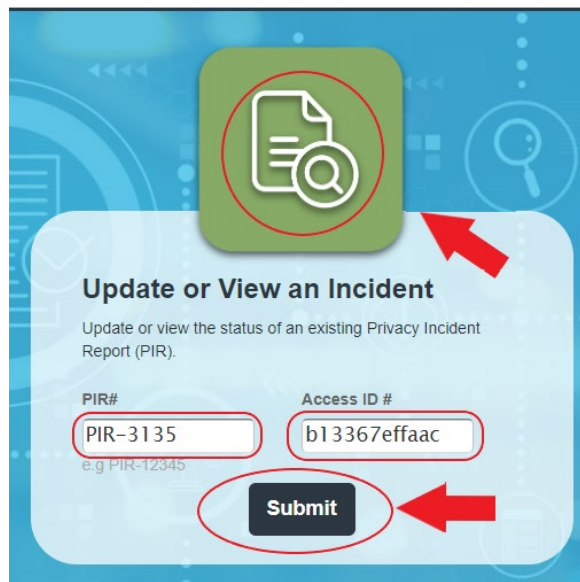 Update or View an Incident
Update or view the status of an existing Privacy Incident
Report (PIR).
PIR# Access ID #
PIR-3135 b13367effaac
e.g PIR-12345
Submit